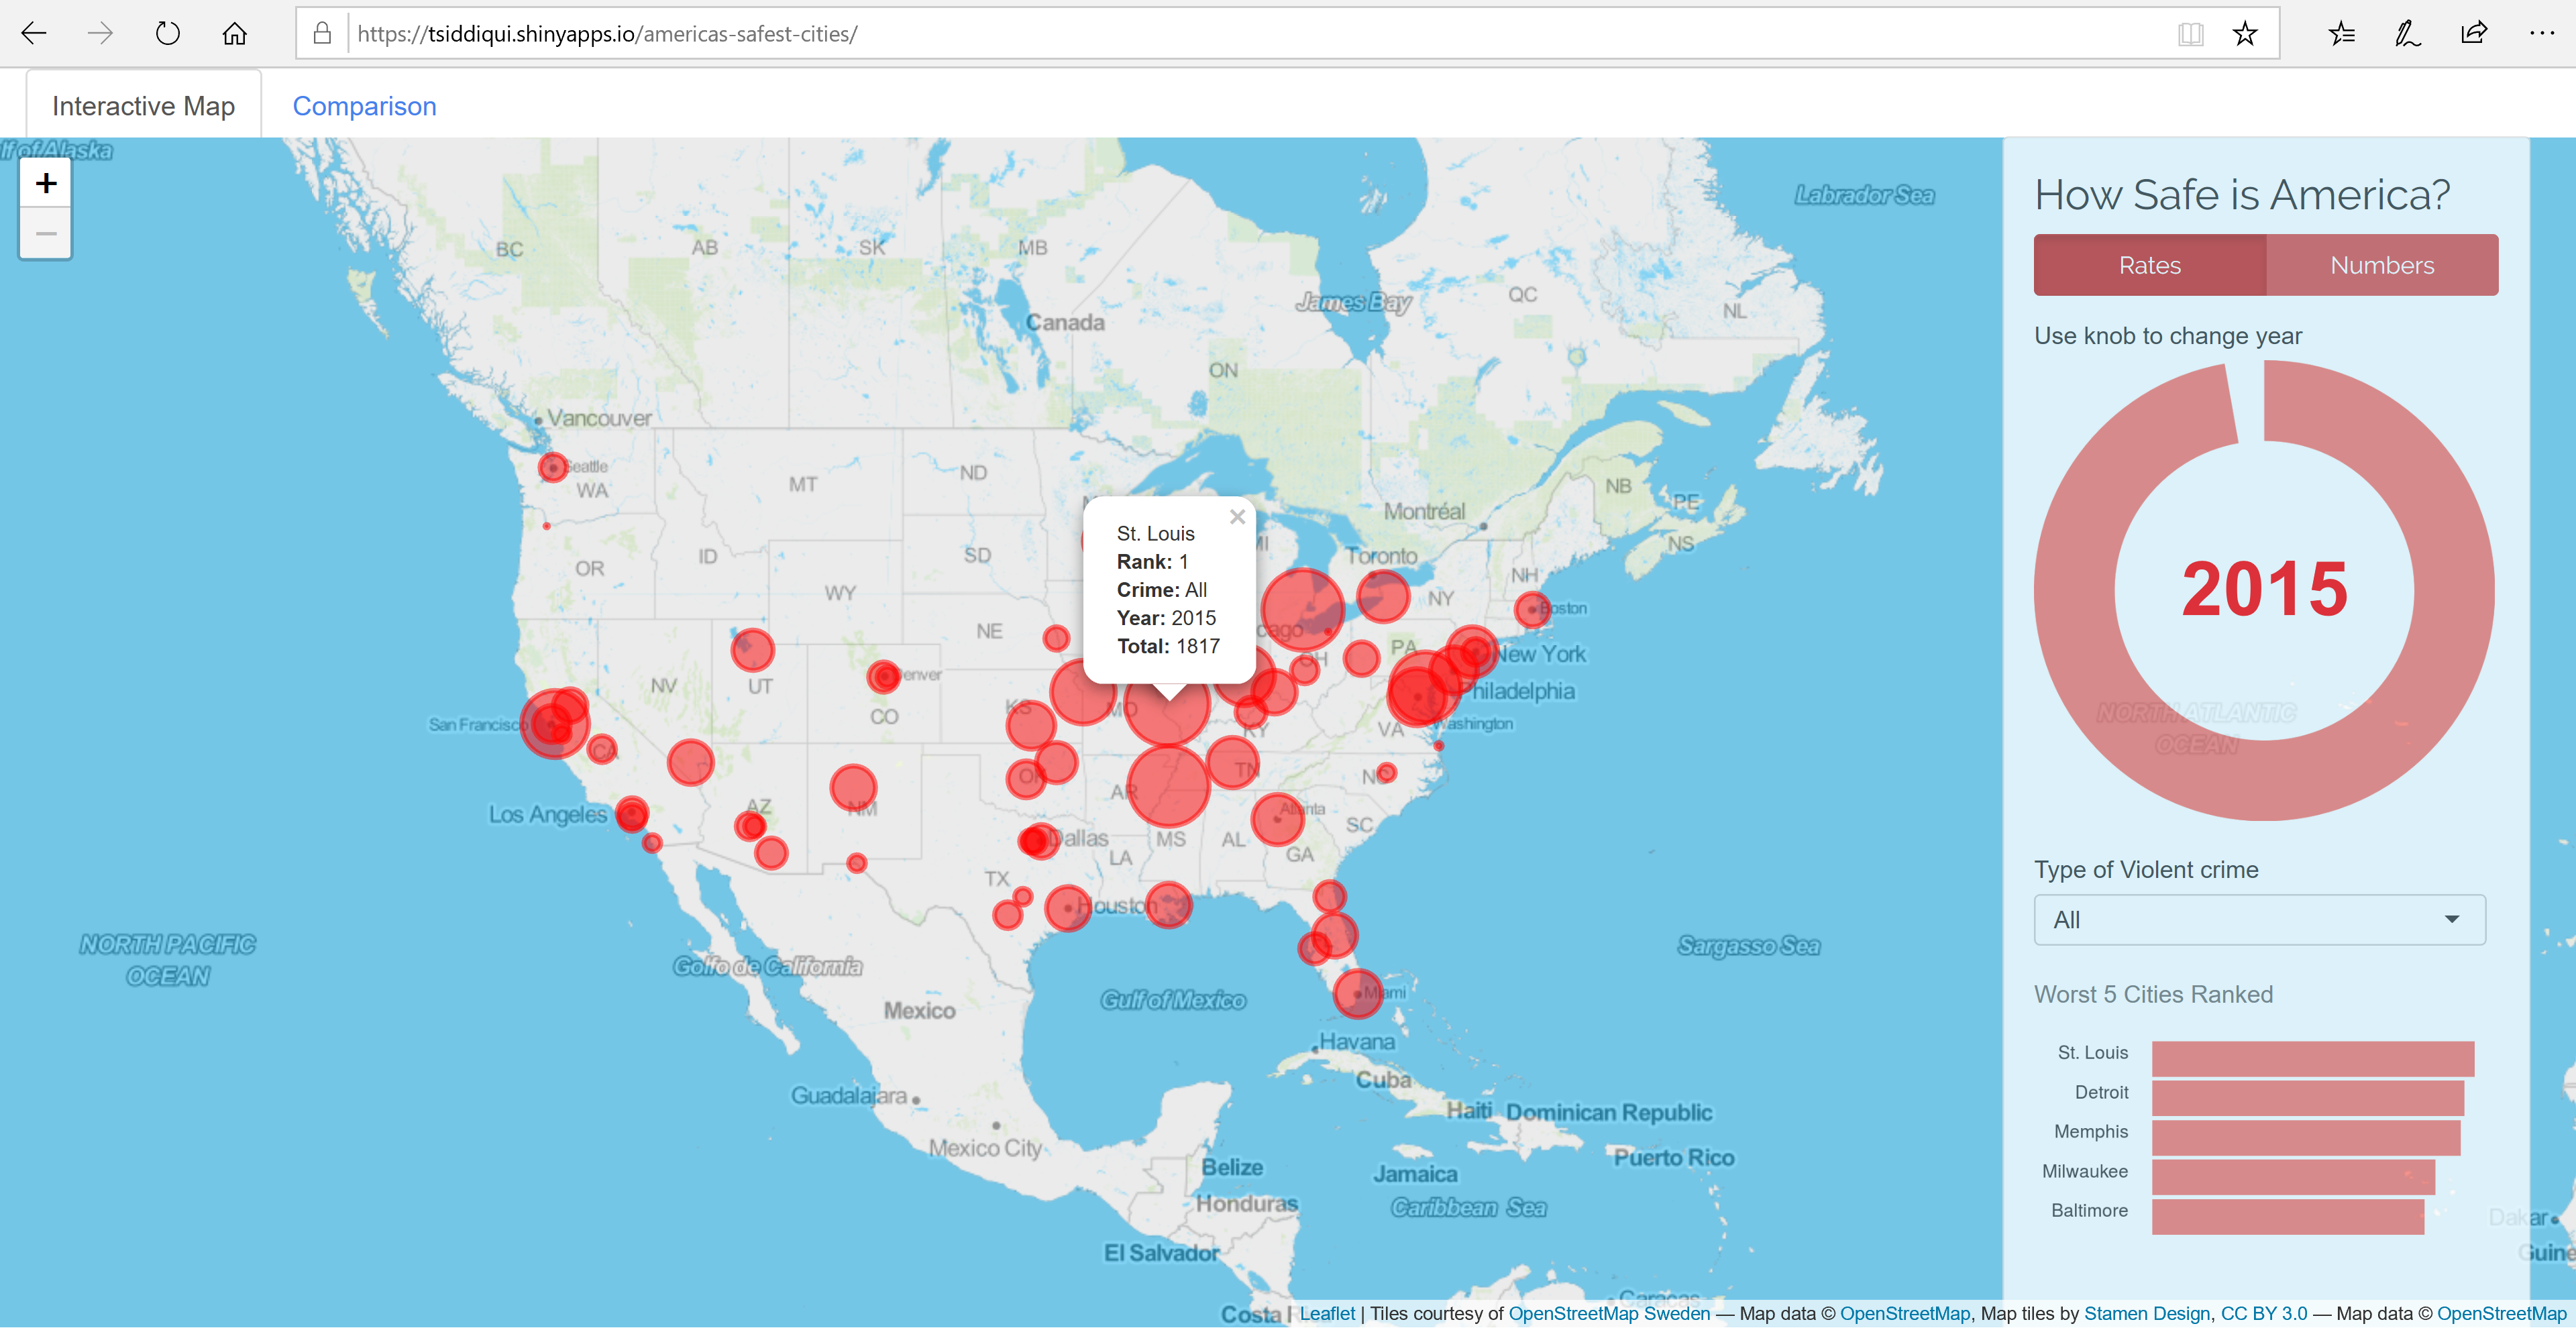 https://tsiddiqui.shinyapps.io/americas-safest-cities/
Interactive Map
Comparison
lf of Alaska
+
−
Labrador Sea
BC
AB
SK
MB
James Bay
QC
NL
Canada
ON
Vancouver
Seattle
WA
MT
ND
NB
PE
Montréal
NS
OR
ID
SD
MI
Toronto
NH
WY
NY
Boston
NE
cago
OH
PA
New York
NV
UT
Denver
CO
KS
MO
KY
Philadelphia
VA
Washington
San Francisco
CA
Los Angeles
AZ
NM
OK
AR
TN
NC
Atlanta
SC
Dallas
MS
AL
GA
LA
TX
Houston
Miami
NORTH PACIFIC
OCEAN
Golfo de California
Gulf of Mexico
Sargasso Sea
Mexico
Havana
Cuba
Guadalajara
Haiti
Dominican Republic
Mexico City
Belize
Jamaica
Puerto Rico
Honduras
Caribbean Sea
El Salvador
Costa R
Caracas
St. Louis
×
Rank: 1
Crime: All
Year: 2015
Total: 1817
How Safe is America?
Rates
Numbers
Use knob to change year
2015
NORTH ATLANTIC
OCEAN
Type of Violent crime
All
Worst 5 Cities Ranked
St. Louis
Detroit
Memphis
Milwaukee
Baltimore
Dakar
Guine
Leaflet | Tiles courtesy of OpenStreetMap Sweden — Map data © OpenStreetMap, Map tiles by Stamen Design, CC BY 3.0 — Map data © OpenStreetMap